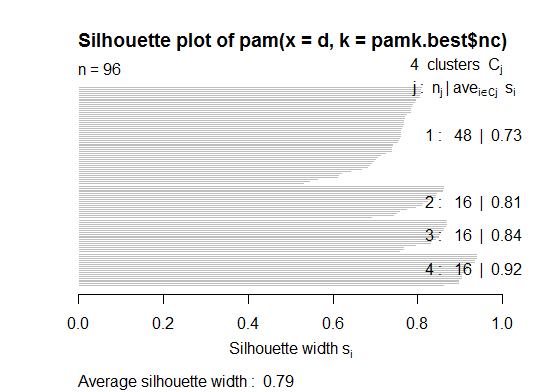 Silhouette plot of pam(x = d, k = pamk.best$nc)
n = 96
4 clusters Cj
j : nj | avei∈Cj si
1 : 48 | 0.73
2 : 16 | 0.81
3 : 16 | 0.84
4 : 16 | 0.92
0.0 0.2 0.4 0.6 0.8 1.0
Silhouette width si
Average silhouette width : 0.79